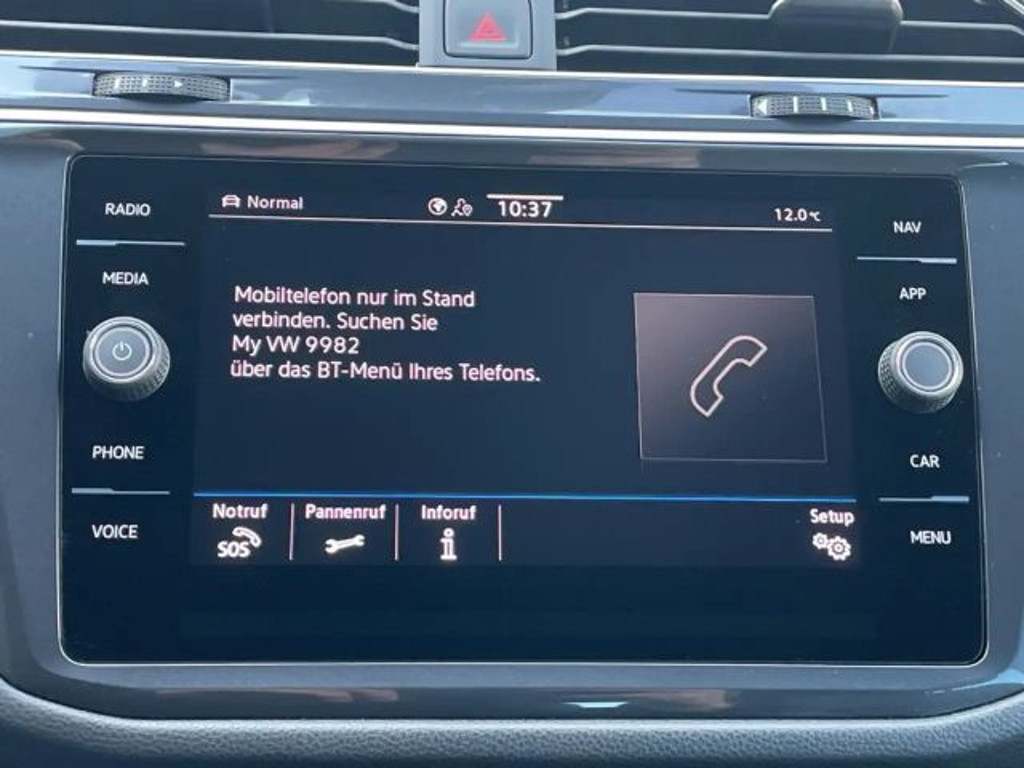 RADIO
MEDIA
PHONE
VOICE
Normal
10:37
12.0°C
Mobiltelefon nur im Stand
verbinden. Suchen Sie
My VW 9982
über das BT-Menü Ihres Telefons.
Notruf
SOS
Pannenruf
Inforuf
i
Setup
NAV
APP
CAR
MENU